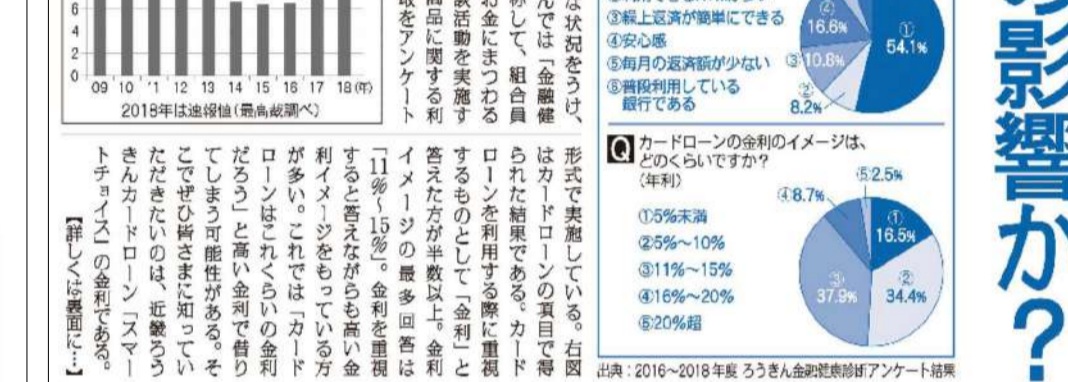 の影響か？
③繰上返済が簡単にできる
④安心感
⑤毎月の返済額が少ない
⑥普段利用している
銀行である
①
54.1%
④
16.6%
③10.8%
②
8.2%
Q カードローンの金利のイメージは、
どのくらいですか？
（年利）
①5%未満
②5%～10%
③11%～15%
④16%～20%
⑤20%超
⑤2.5%
④8.7%
①
16.5%
②
34.4%
③
37.9%
出典：2016～2018年度 ろうきん金融健康診断アンケート結果
な状況をうけ、
んでは「金融健
称して、組合員
お金にまつわる
談活動を実施す
商品に関する利
取をアンケート
形式で実施している。右図
はカードローンの項目で得
られた結果である。カード
ローンを利用する際に重視
するものとして「金利」と
答えた方が半数以上。金利
イメージの最多回答は
「11%～15%」。金利を重視
すると答えながらも高い金
利イメージをもっている方
が多い。これでは「カード
ローンはこれくらいの金利
だろう」と高い金利で借り
てしまう可能性がある。そ
こでぜひ皆さまに知ってい
ただきたいのは、近畿ろう
きんカードローン「スマー
トチョイス」の金利である。
【詳しくは裏面に…】
6
4
2
0
'09 10 '11 12 13 14 15 16 17 18(年)
2018年は速報値（最高裁調べ）